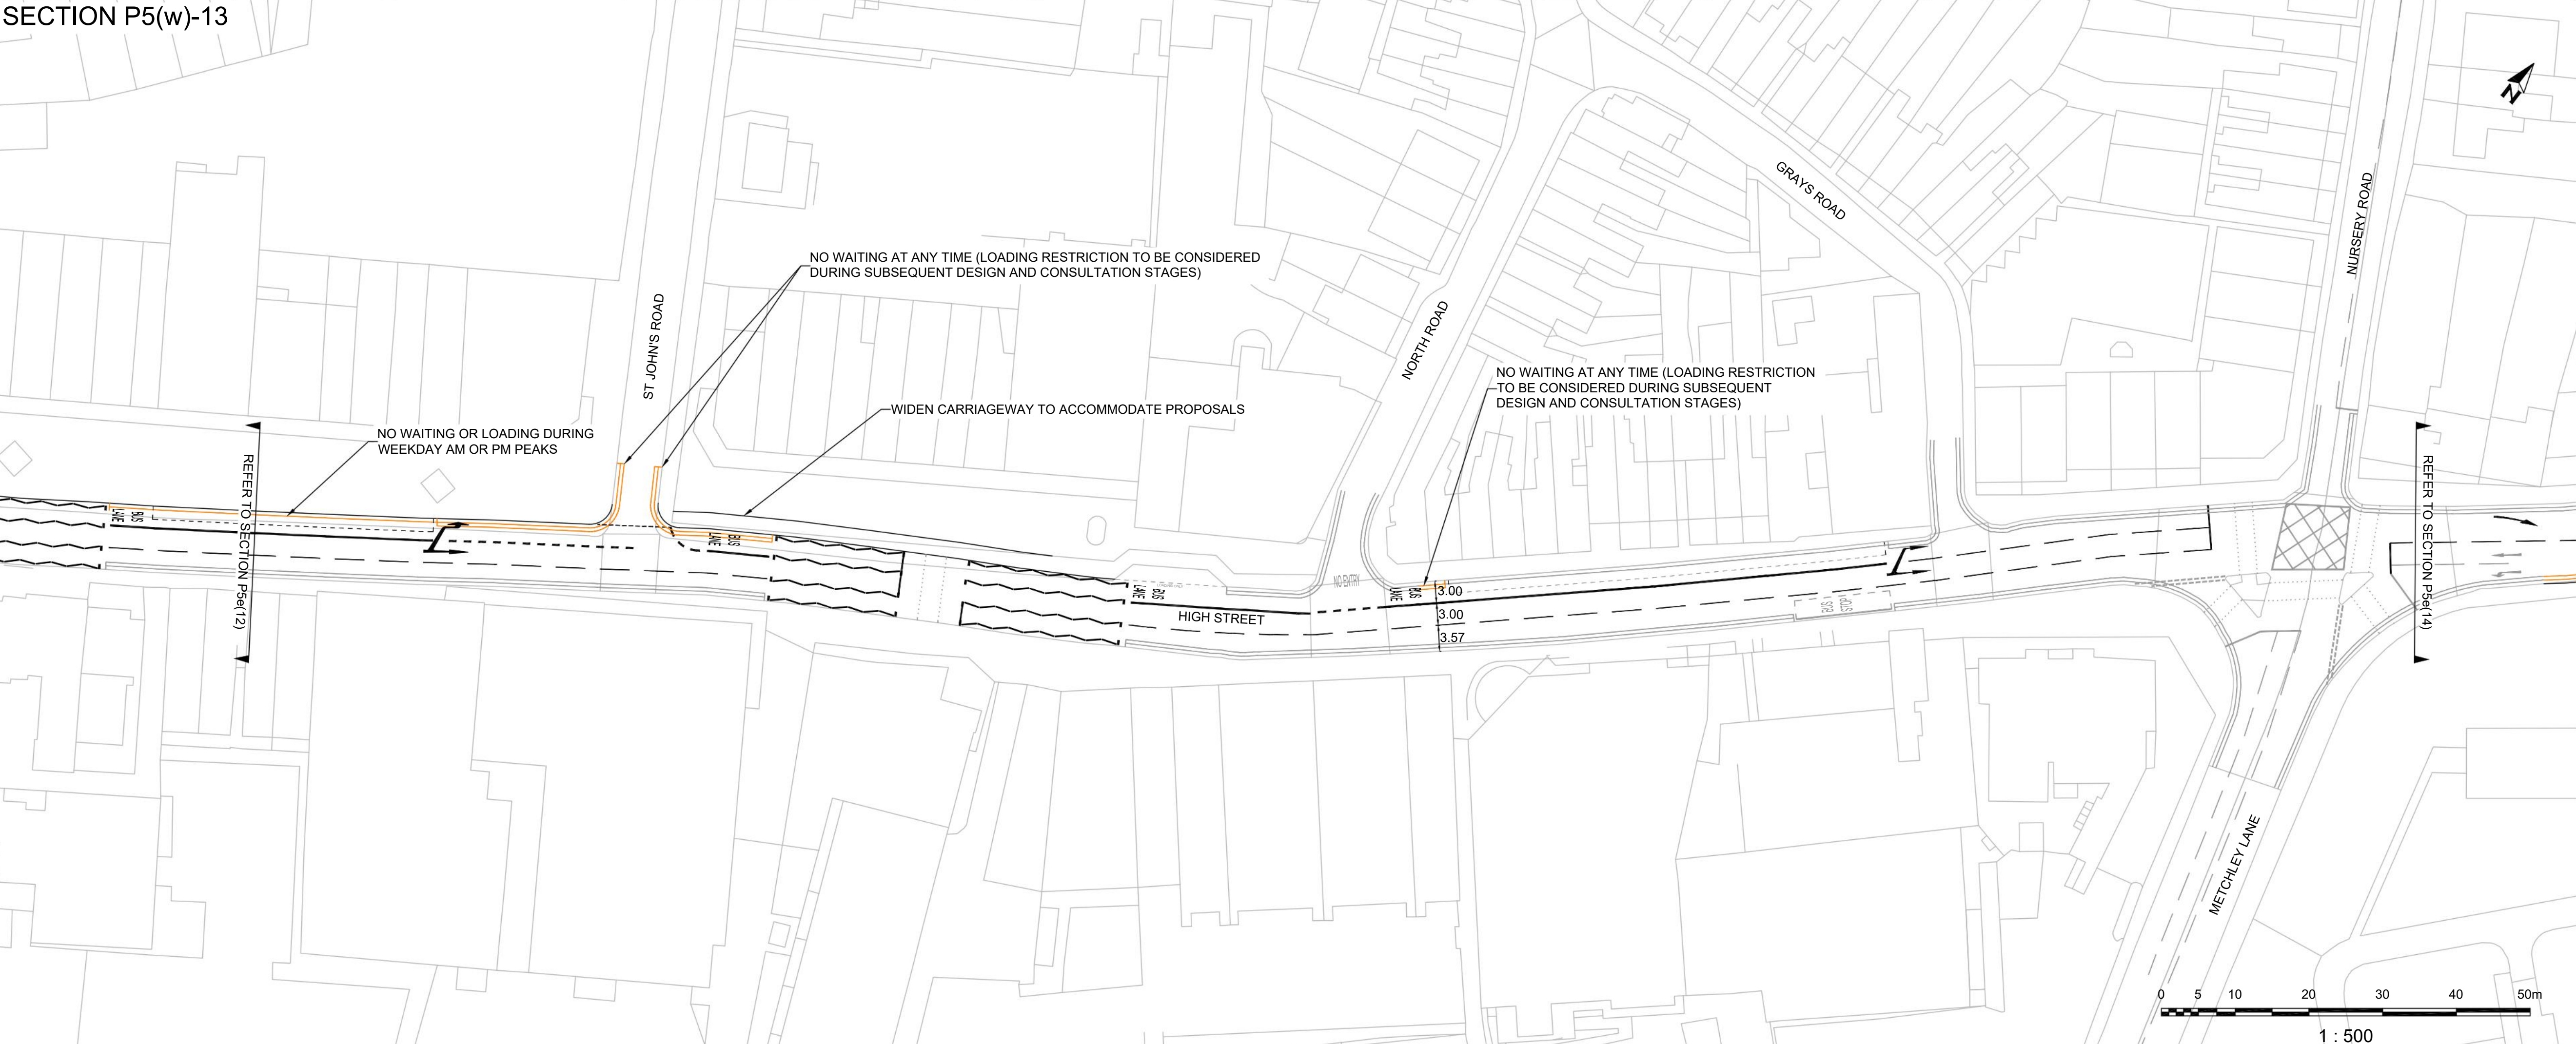 SECTION P5(w)-13
N
GRAYS ROAD
NURSERY ROAD
NO WAITING AT ANY TIME (LOADING RESTRICTION TO BE CONSIDERED
DURING SUBSEQUENT DESIGN AND CONSULTATION STAGES)
ST JOHN'S ROAD
NORTH ROAD
NO WAITING AT ANY TIME (LOADING RESTRICTION
TO BE CONSIDERED DURING SUBSEQUENT
DESIGN AND CONSULTATION STAGES)
WIDEN CARRIAGEWAY TO ACCOMMODATE PROPOSALS
NO WAITING OR LOADING DURING
WEEKDAY AM OR PM PEAKS
REFER TO SECTION P5e(12)
REFER TO SECTION P5e(14)
BUS
LANE
BUS
LANE
BUS
LANE
NO ENTRY
BUS
LANE
3.00
3.00
3.57
HIGH STREET
BUS
STOP
METCHLEY LANE
0 5 10 20 30 40 50m
1 : 500